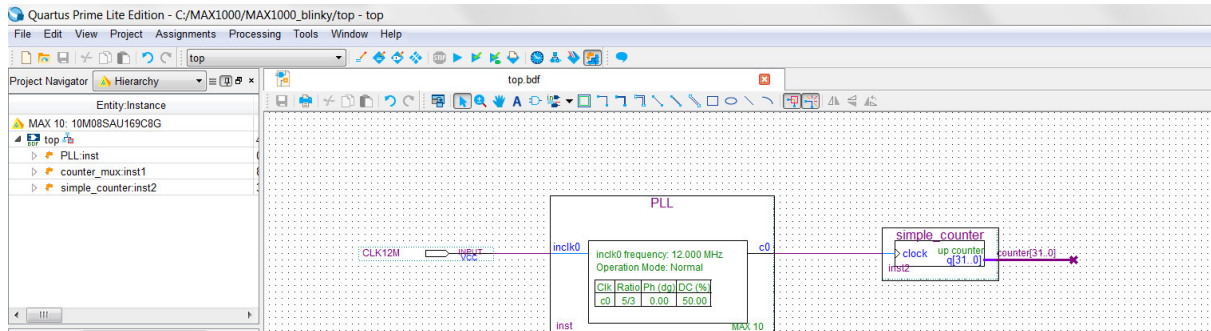 Quartus Prime Lite Edition - C:/MAX1000/MAX1000_blinky/top - top
File Edit View Project Assignments Processing Tools Window Help
top
Project Navigator Hierarchy
top.bdf
Entity:Instance
MAX 10: 10M08SAU169C8G
top
PLL:inst
counter_mux:inst1
simple_counter:inst2
PLL
CLK12M INPUT
VCC
inclk0 c0
inclk0 frequency: 12.000 MHz
Operation Mode: Normal
Clk Ratio Ph (dg) DC (%)
c0 5/3 0.00 50.00
inst MAX 10
simple_counter
clock up counter
q[31..0] counter[31..0]
inst2